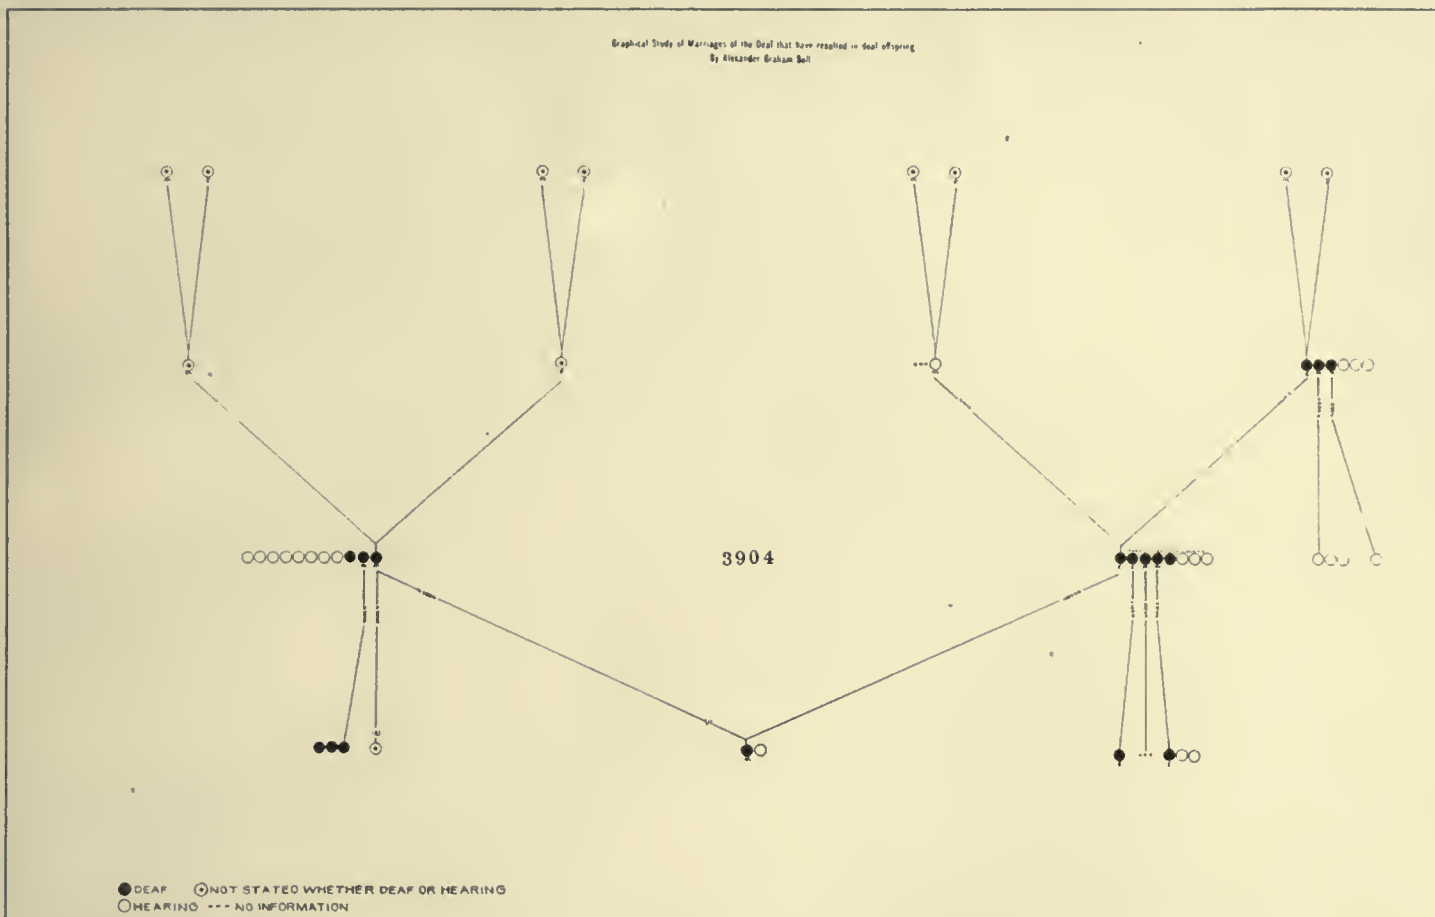 Graphical Study of Marriages of the Deaf that have resulted in deaf offspring
By Alexander Graham Bell
3904
DEAF NOT STATED WHETHER DEAF OR HEARING
HEARING --- NO INFORMATION